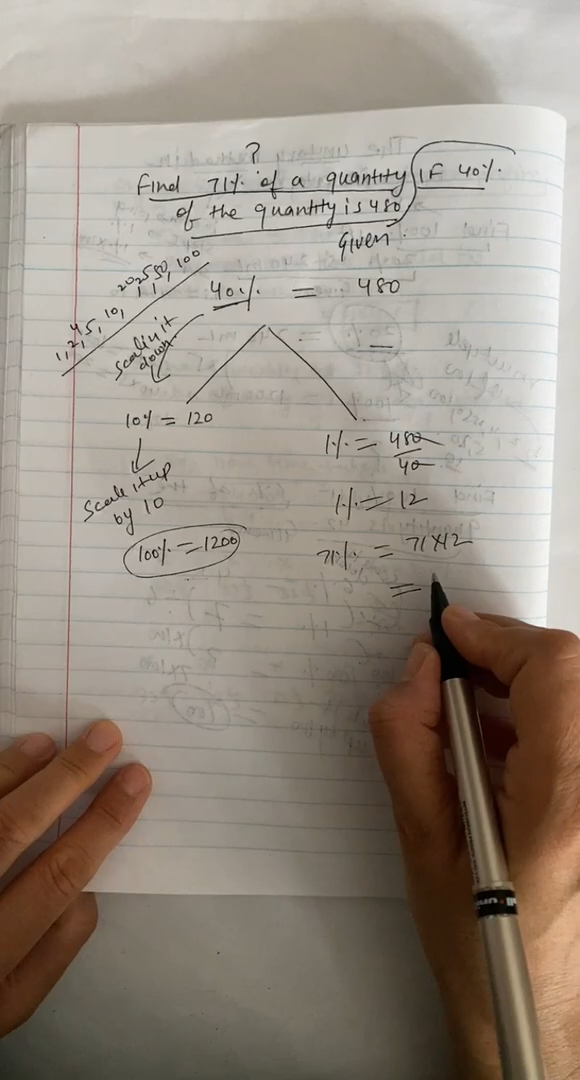 ?
Find 71% of a quantity IF 40%
of the quantity is 480
Given
40% = 480
1, 2, 4, 5, 10, 20, 25, 50, 100
Scalin it
down
10% = 120
Scale it up
by 10
100% = 1200
1% = 480
40
1% = 12
71% = 71×12
=